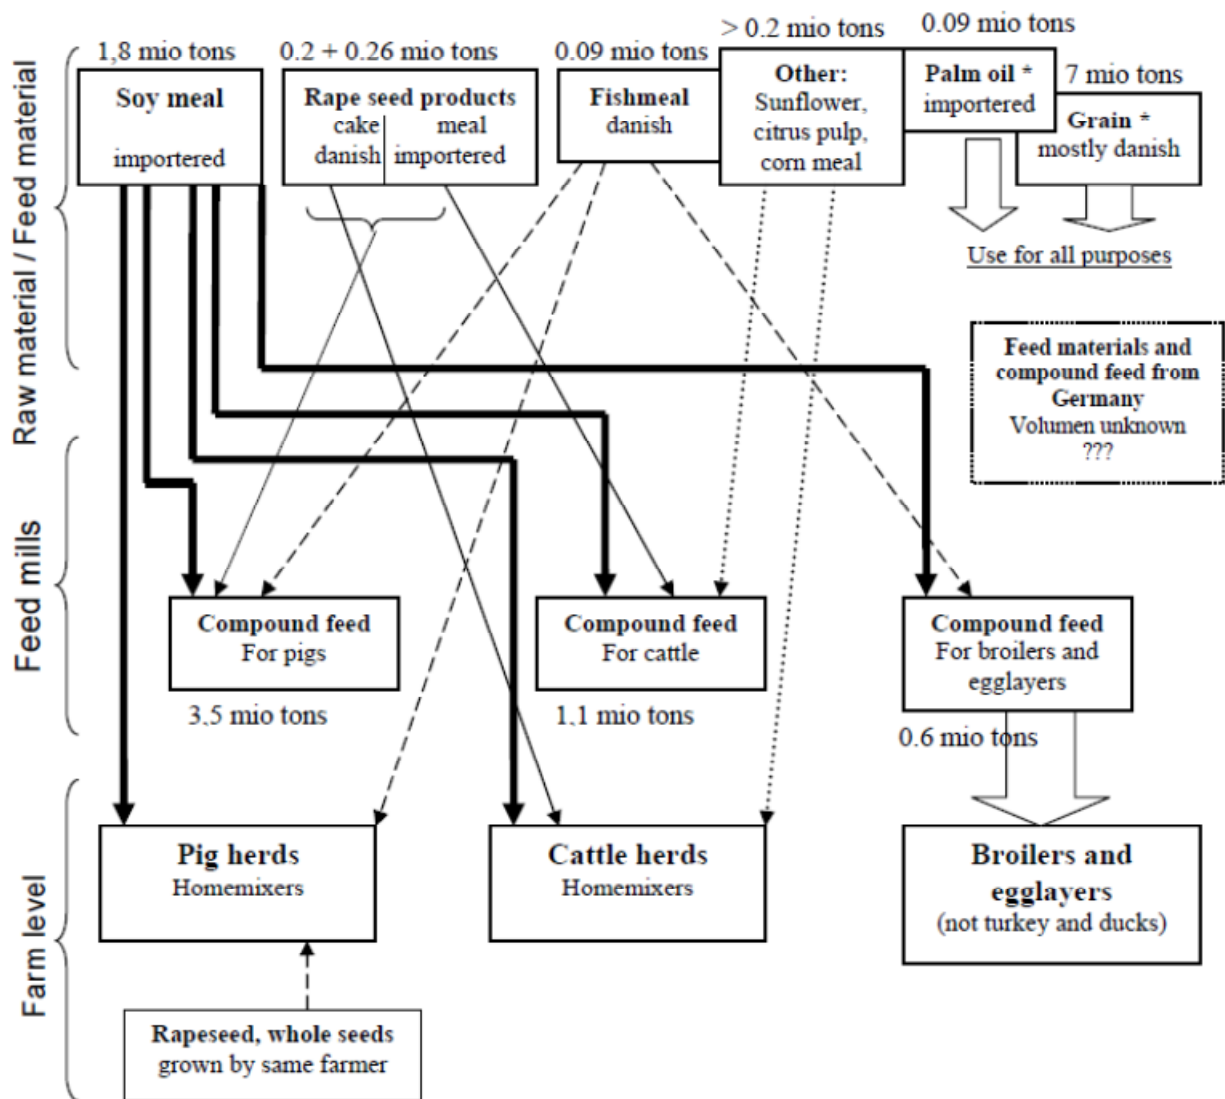 1,8 mio tons
Soy meal
importered
0.2 + 0.26 mio tons
Rape seed products
cake meal
danish importered
0.09 mio tons
Fishmeal
danish
> 0.2 mio tons
Other:
Sunflower,
citrus pulp,
corn meal
0.09 mio tons
Palm oil *
importered
7 mio tons
Grain *
mostly danish
Use for all purposes
Feed materials and
compound feed from
Germany
Volumen unknown
???
Raw material / Feed material
Feed mills
Compound feed
For pigs
3.5 mio tons
Compound feed
For cattle
1.1 mio tons
Compound feed
For broilers and
egglayers
0.6 mio tons
Farm level
Pig herds
Homemixers
Cattle herds
Homemixers
Broilers and
egglayers
(not turkey and ducks)
Rapeseed, whole seeds
grown by same farmer